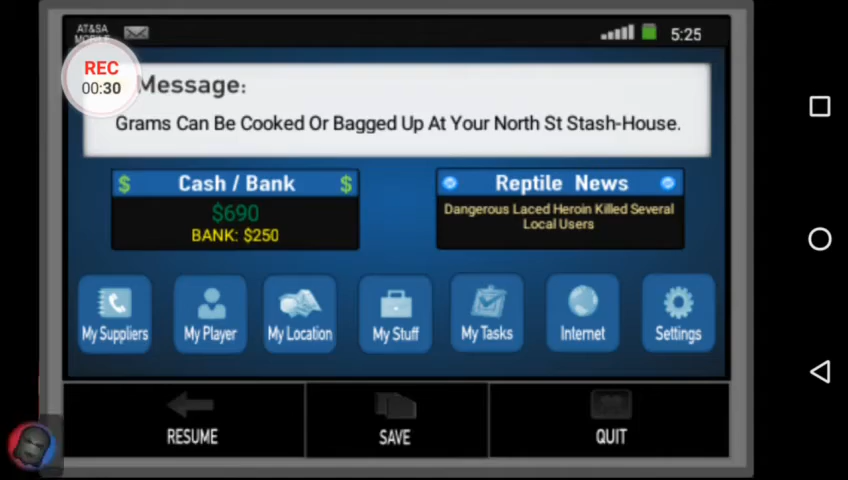 AT&SA
MOBILE
5:25
REC
00:30
Message:
Grams Can Be Cooked Or Bagged Up At Your North St Stash-House.
$ Cash / Bank $
$690
BANK: $250
Reptile News
Dangerous Laced Heroin Killed Several
Local Users
My Suppliers
My Player
My Location
My Stuff
My Tasks
Internet
Settings
RESUME
SAVE
QUIT